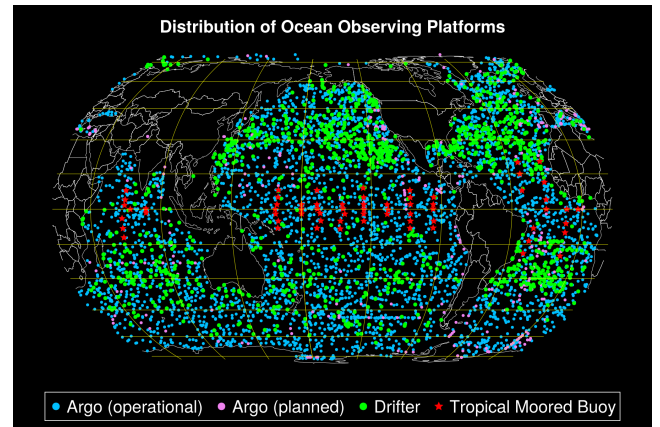 Distribution of Ocean Observing Platforms
Argo (operational) Argo (planned) Drifter Tropical Moored Buoy